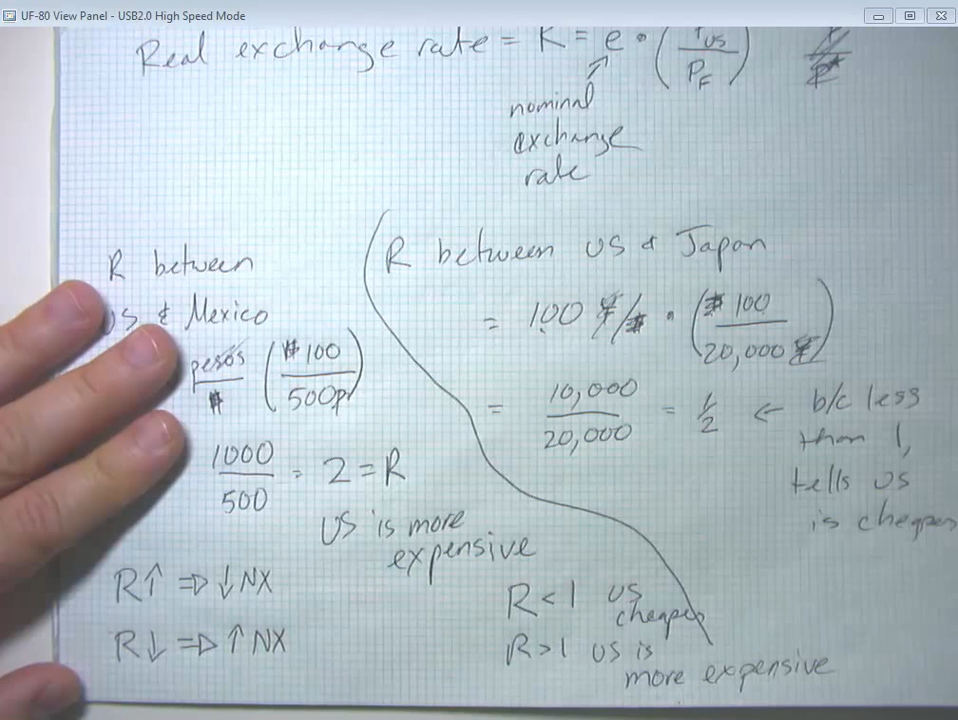 UF-80 View Panel - USB2.0 High Speed Mode
Real exchange rate = R = e • (P_US / P_F)
nominal
exchange
rate
R between
US & Mexico
pesos/$ ($100 / 500p)
1000/500 = 2 = R
US is more
expensive
R↑ ⇒ ↓NX
R↓ ⇒ ↑NX
R between US & Japan
= 100 ¥/$ • ($100 / 20,000 ¥)
= 10,000/20,000 = 1/2 ← b/c less
than 1,
tells us
is cheaper
R < 1 US
cheaper
R > 1 US is
more expensive